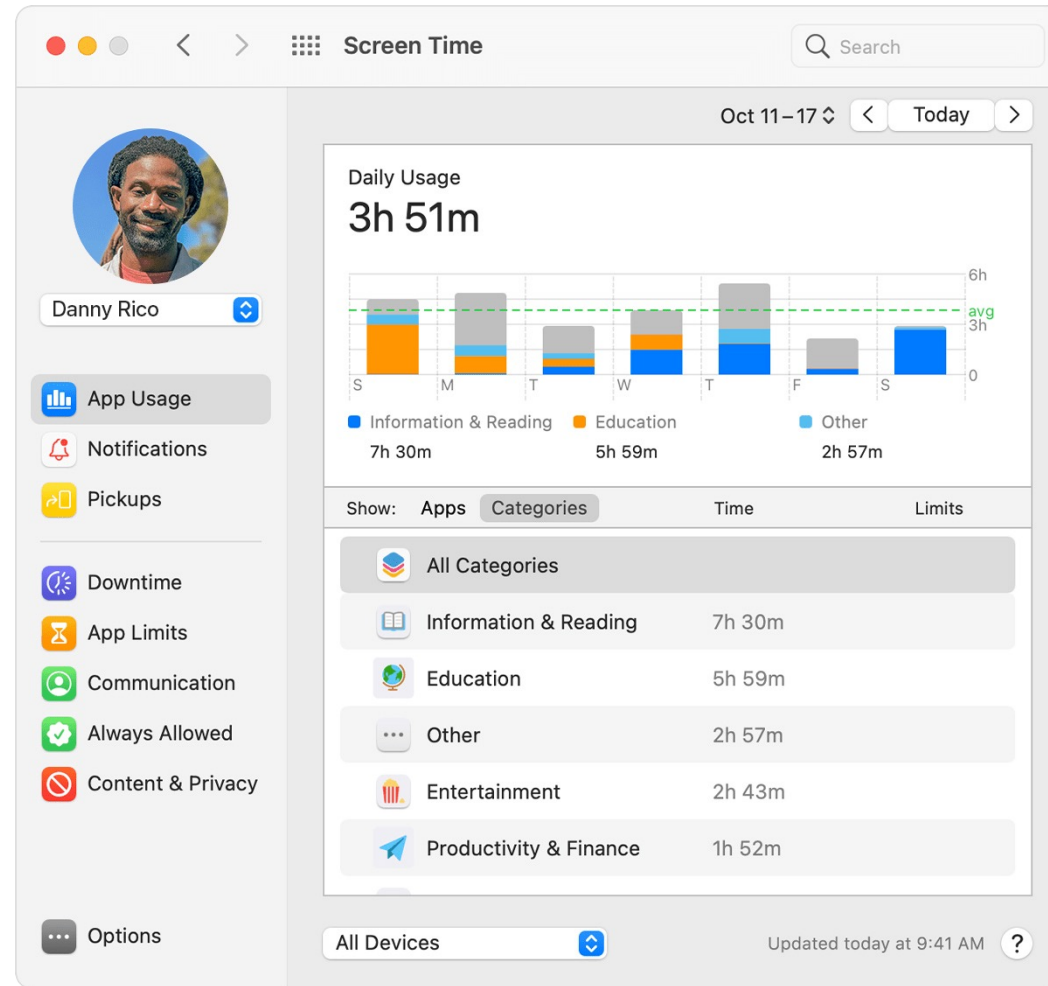 Screen Time
Search
Oct 11–17
Today
Danny Rico
App Usage
Notifications
Pickups
Downtime
App Limits
Communication
Always Allowed
Content & Privacy
Options
Daily Usage
3h 51m
6h
avg
3h
0
S M T W T F S
Information & Reading Education Other
7h 30m 5h 59m 2h 57m
Show: Apps Categories Time Limits
All Categories
Information & Reading 7h 30m
Education 5h 59m
Other 2h 57m
Entertainment 2h 43m
Productivity & Finance 1h 52m
All Devices
Updated today at 9:41 AM ?